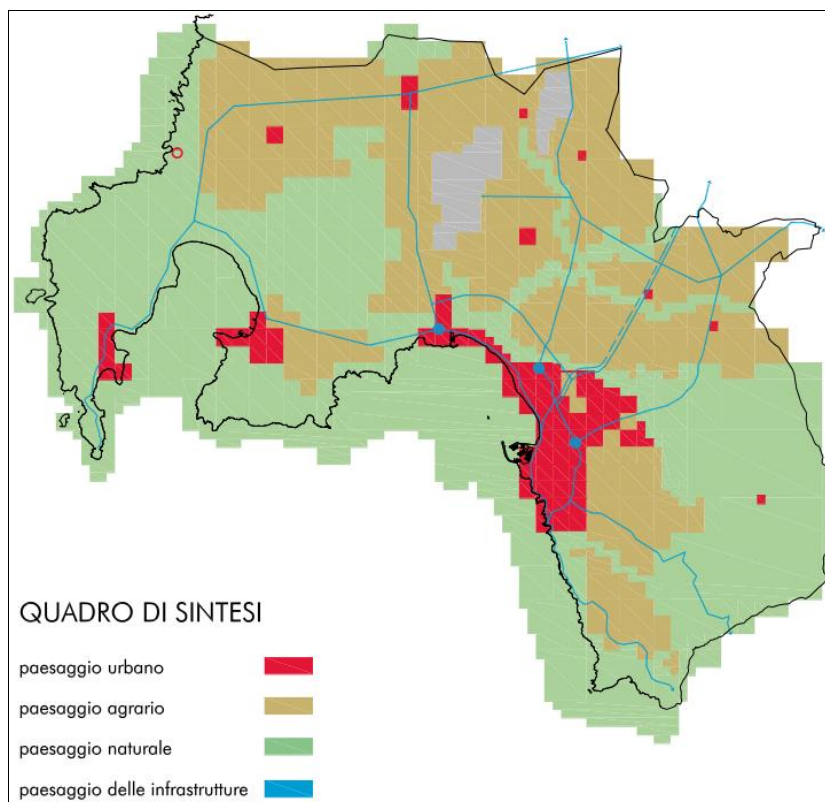 QUADRO DI SINTESI
paesaggio urbano
paesaggio agrario
paesaggio naturale
paesaggio delle infrastrutture